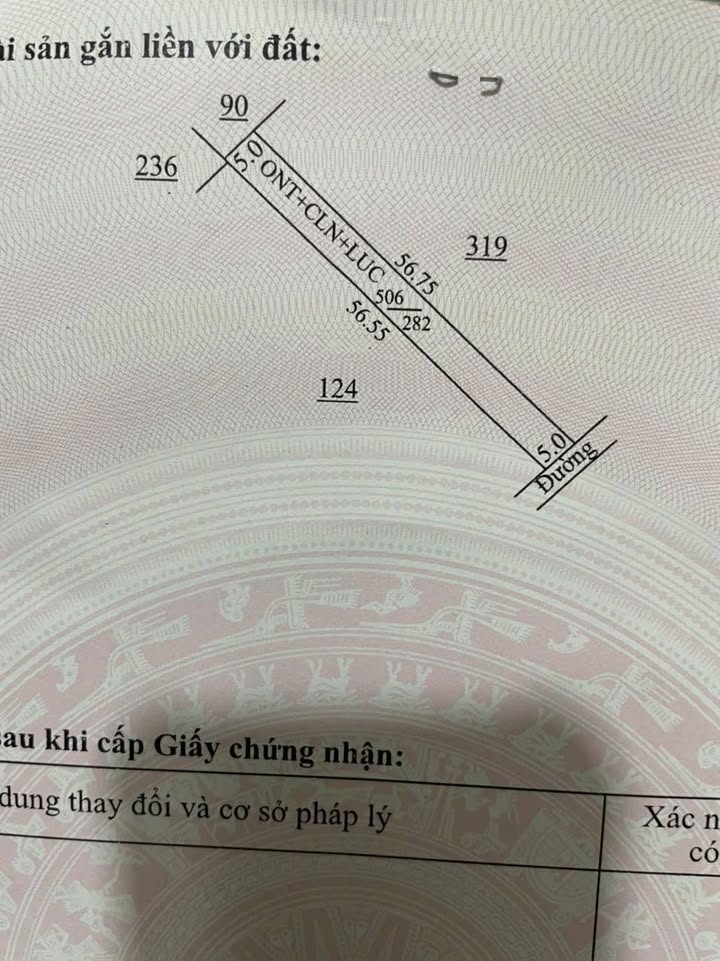 ài sản gắn liền với đất:
90
236
5.0
ONT+CLN+LUC
319
56.75
506
282
56.55
124
5.0
Đường
sau khi cấp Giấy chứng nhận:
dung thay đổi và cơ sở pháp lý
Xác n
có